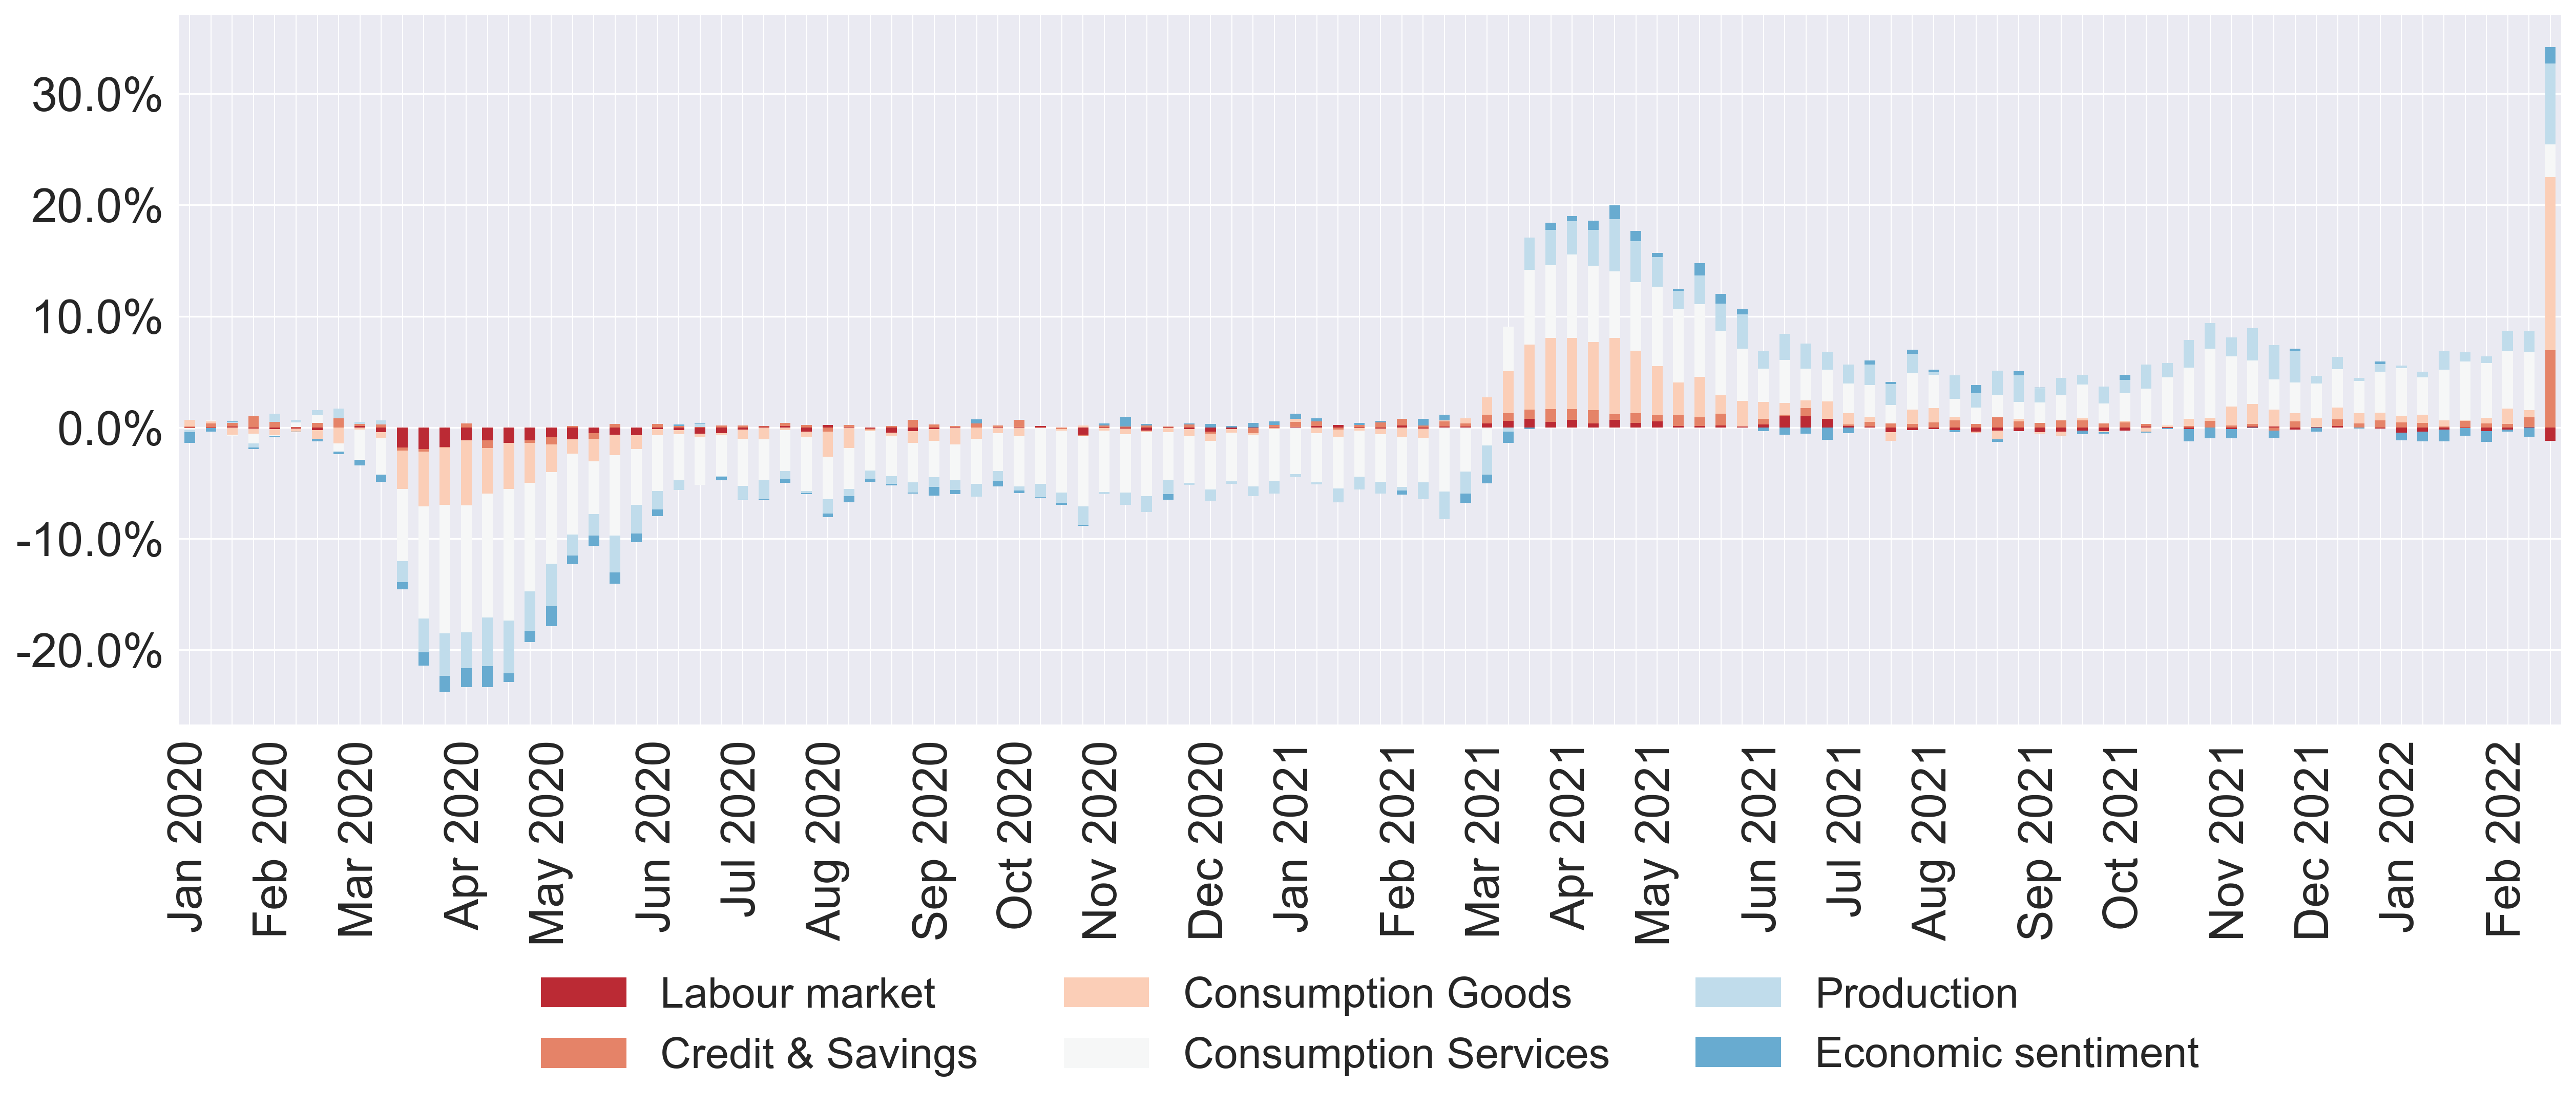 30.0%
20.0%
10.0%
0.0%
-10.0%
-20.0%
Jan 2020
Feb 2020
Mar 2020
Apr 2020
May 2020
Jun 2020
Jul 2020
Aug 2020
Sep 2020
Oct 2020
Nov 2020
Dec 2020
Jan 2021
Feb 2021
Mar 2021
Apr 2021
May 2021
Jun 2021
Jul 2021
Aug 2021
Sep 2021
Oct 2021
Nov 2021
Dec 2021
Jan 2022
Feb 2022
Labour market
Credit & Savings
Consumption Goods
Consumption Services
Production
Economic sentiment